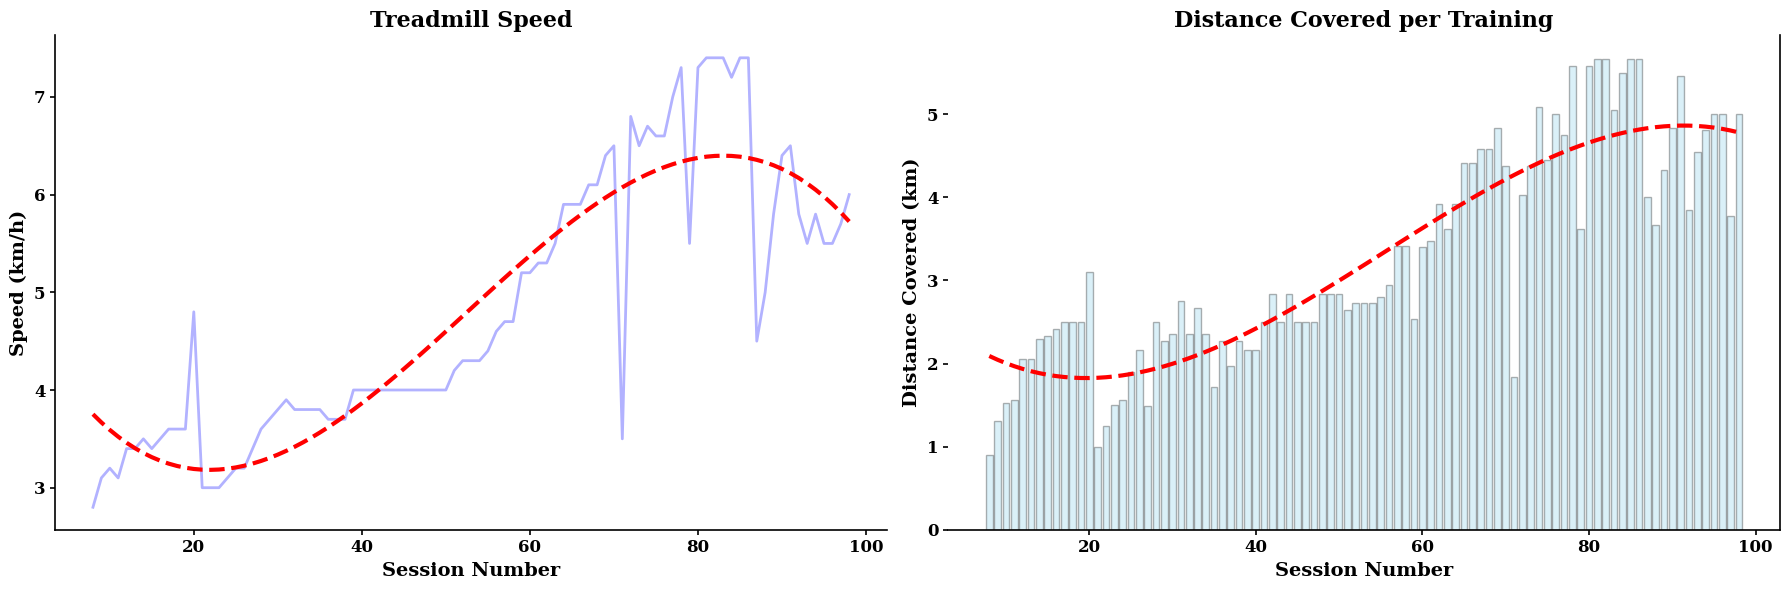 Treadmill Speed
Speed (km/h)
7
6
5
4
3
20 40 60 80 100
Session Number
Distance Covered per Training
Distance Covered (km)
5
4
3
2
1
0
20 40 60 80 100
Session Number